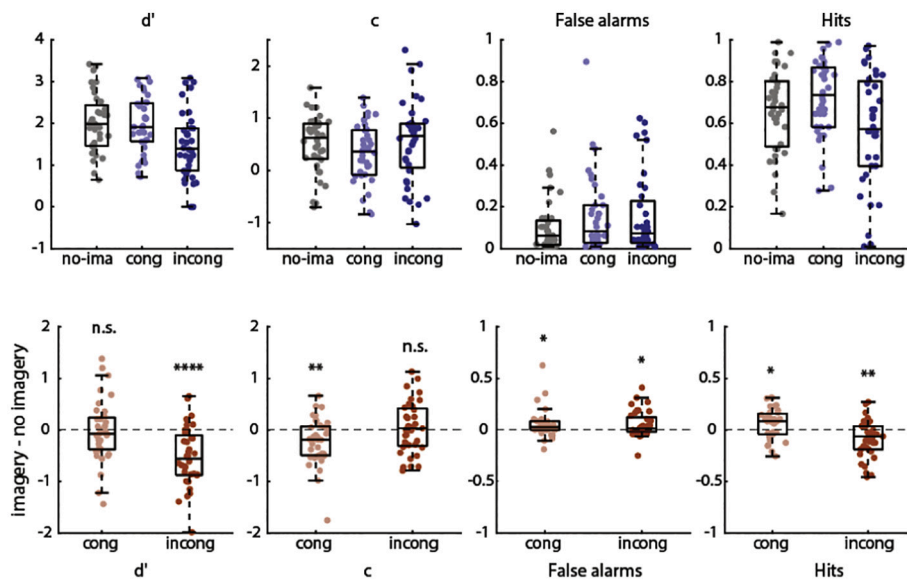 d' c False alarms Hits
4 3 2 1 0 -1
2 1 0 -1
1 0.8 0.6 0.4 0.2 0
1 0.8 0.6 0.4 0.2 0
no-ima cong incong no-ima cong incong no-ima cong incong no-ima cong incong
imagery - no imagery
2 1 0 -1 -2
n.s. ****
2 1 0 -1 -2
** n.s.
1 0.5 0 -0.5 -1
* *
1 0.5 0 -0.5 -1
* **
cong incong cong incong cong incong cong incong
d' c False alarms Hits